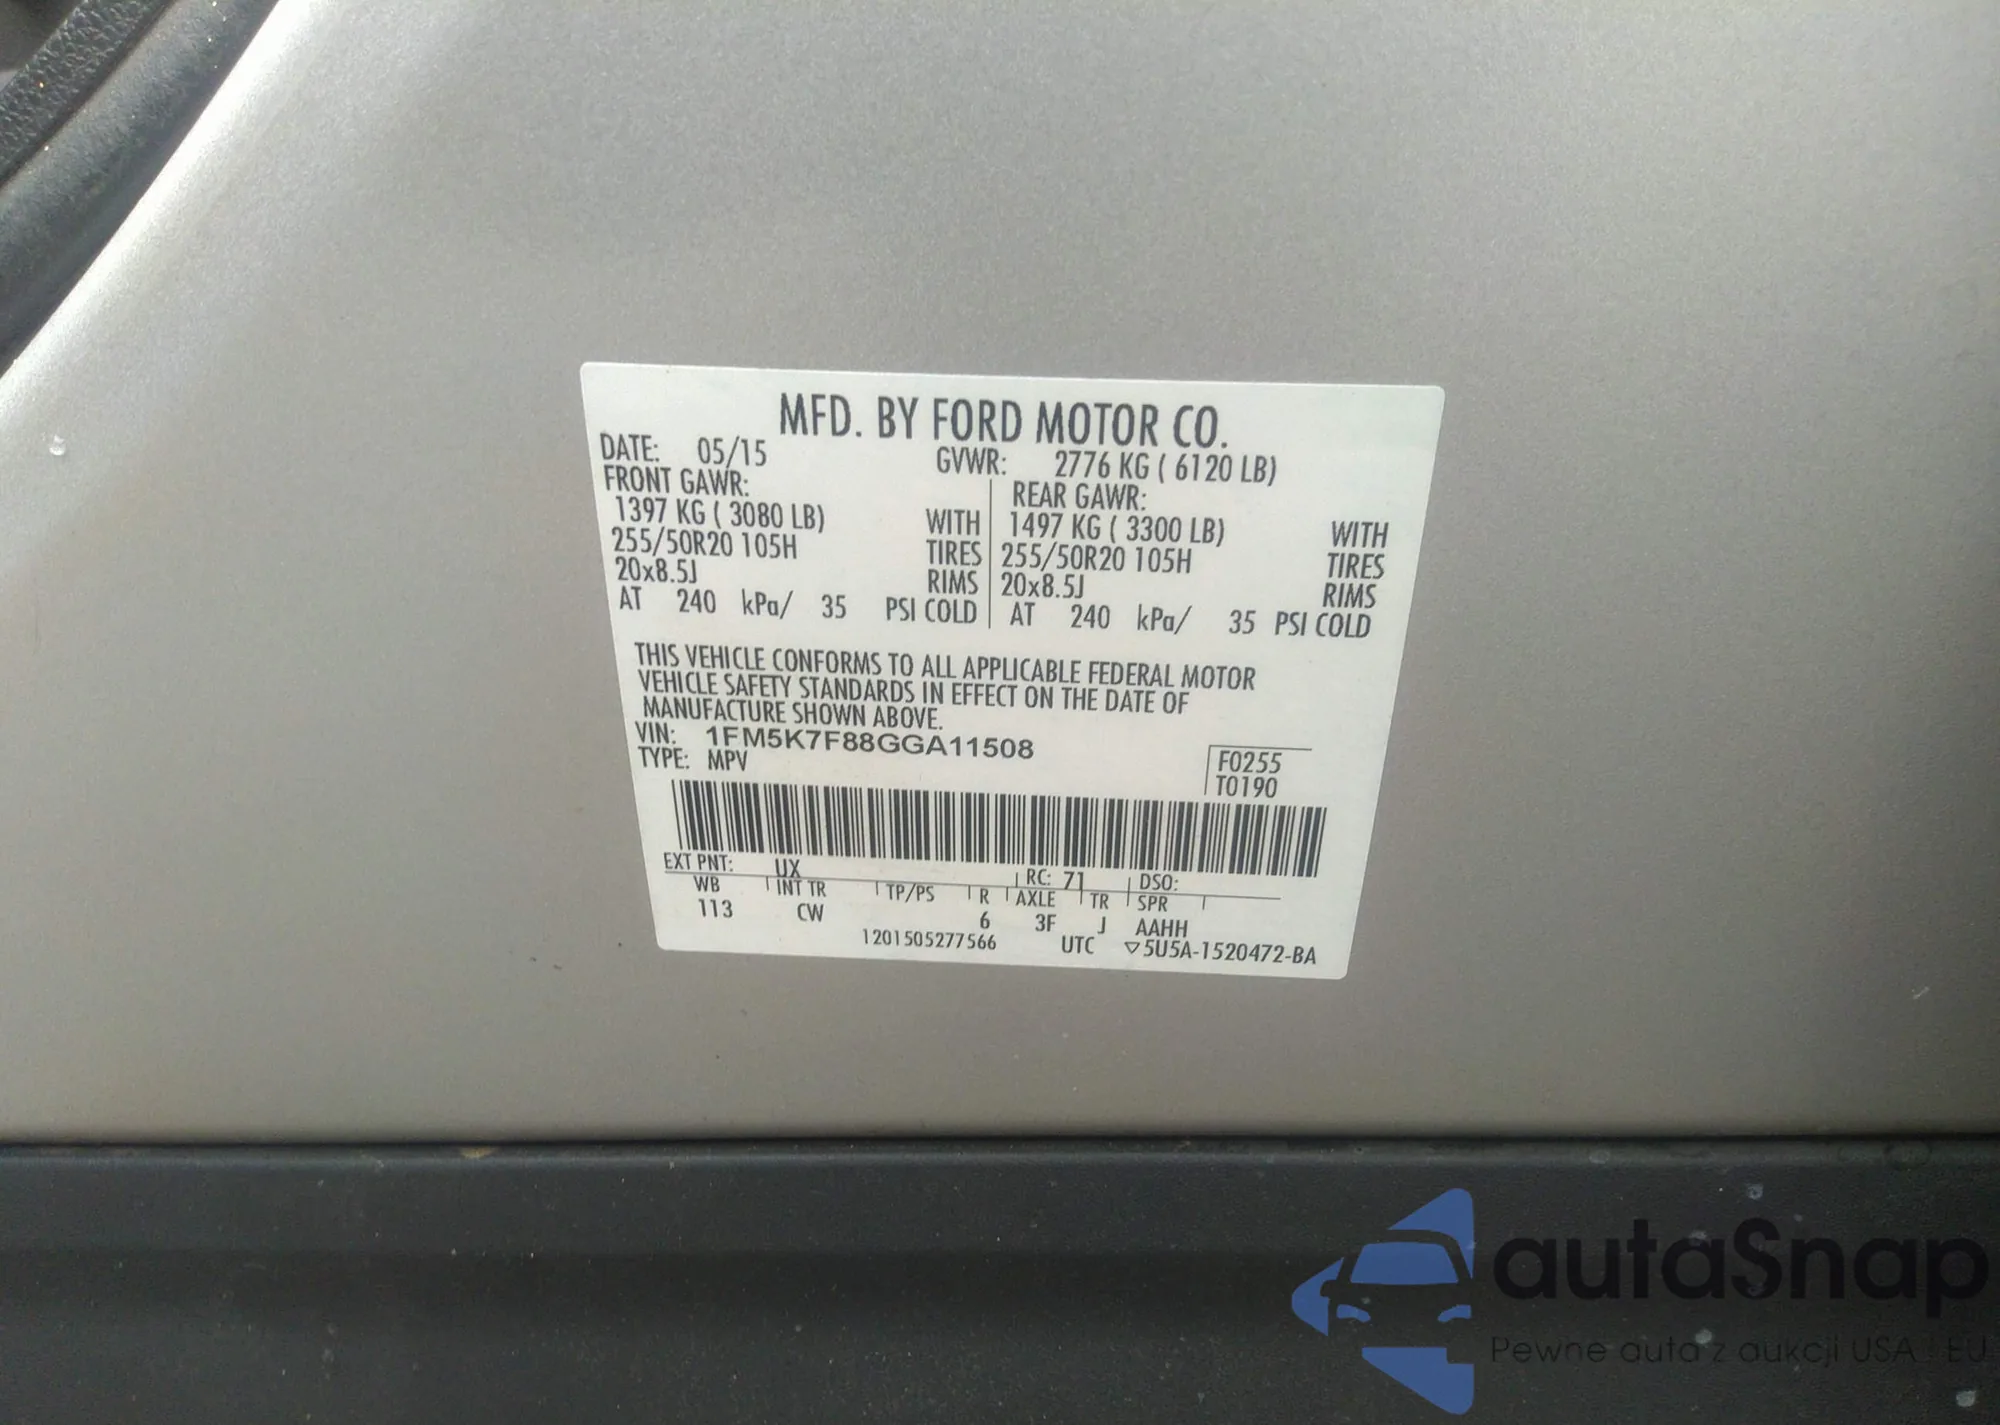 MFD. BY FORD MOTOR CO.
DATE: 05/15 GVWR: 2776 KG ( 6120 LB)
FRONT GAWR: REAR GAWR:
1397 KG ( 3080 LB) WITH 1497 KG ( 3300 LB) WITH
255/50R20 105H TIRES 255/50R20 105H TIRES
20x8.5J RIMS 20x8.5J RIMS
AT 240 kPa/ 35 PSI COLD AT 240 kPa/ 35 PSI COLD
THIS VEHICLE CONFORMS TO ALL APPLICABLE FEDERAL MOTOR
VEHICLE SAFETY STANDARDS IN EFFECT ON THE DATE OF
MANUFACTURE SHOWN ABOVE.
VIN: 1FM5K7F88GGA11508
TYPE: MPV
F0255
T0190
EXT PNT: UX RC: 71 DSO:
WB INT TR TP/PS R AXLE TR SPR
113 CW 6 3F J AAHH
1201505277566 UTC ▽5U5A-1520472-BA
autaSnap
Pewne auta z aukcji USA i EU